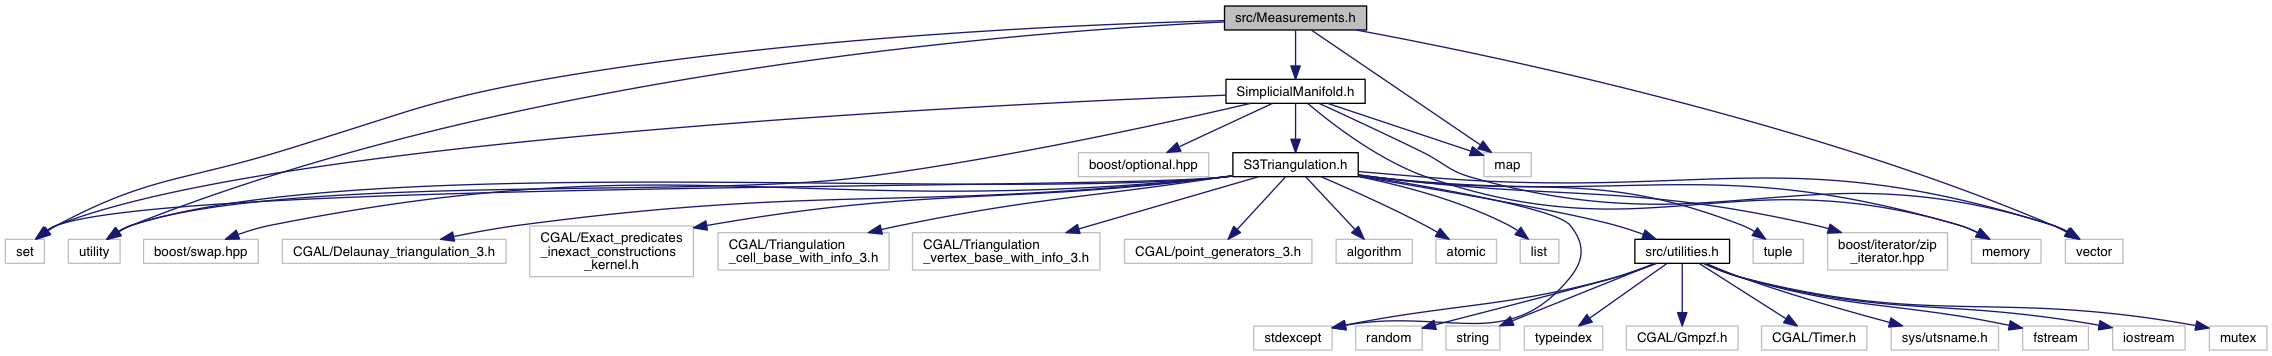 src/Measurements.h
SimplicialManifold.h
boost/optional.hpp
S3Triangulation.h
map
set
utility
boost/swap.hpp
CGAL/Delaunay_triangulation_3.h
CGAL/Exact_predicates
_inexact_constructions
_kernel.h
CGAL/Triangulation
_cell_base_with_info_3.h
CGAL/Triangulation
_vertex_base_with_info_3.h
CGAL/point_generators_3.h
algorithm
atomic
list
src/utilities.h
tuple
boost/iterator/zip
_iterator.hpp
memory
vector
stdexcept
random
string
typeindex
CGAL/Gmpzf.h
CGAL/Timer.h
sys/utsname.h
fstream
iostream
mutex